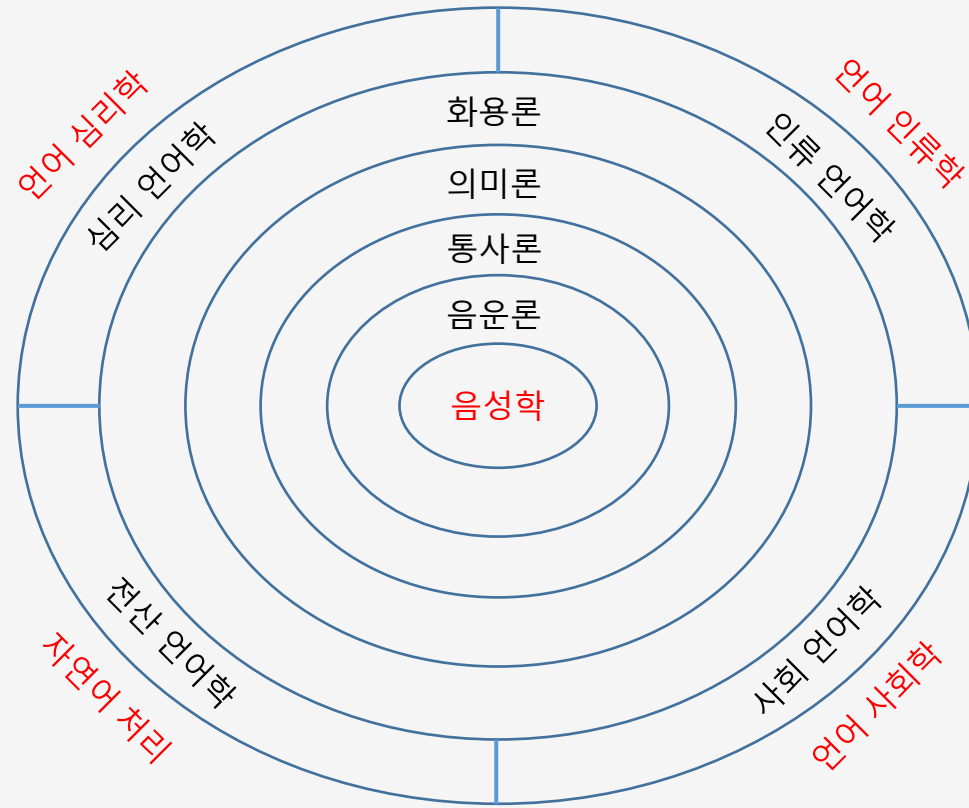 언어 심리학
심리 언어학
언어 인류학
인류 언어학
화용론
의미론
통사론
음운론
음성학
전산 언어학
자연어 처리
사회 언어학
언어 사회학